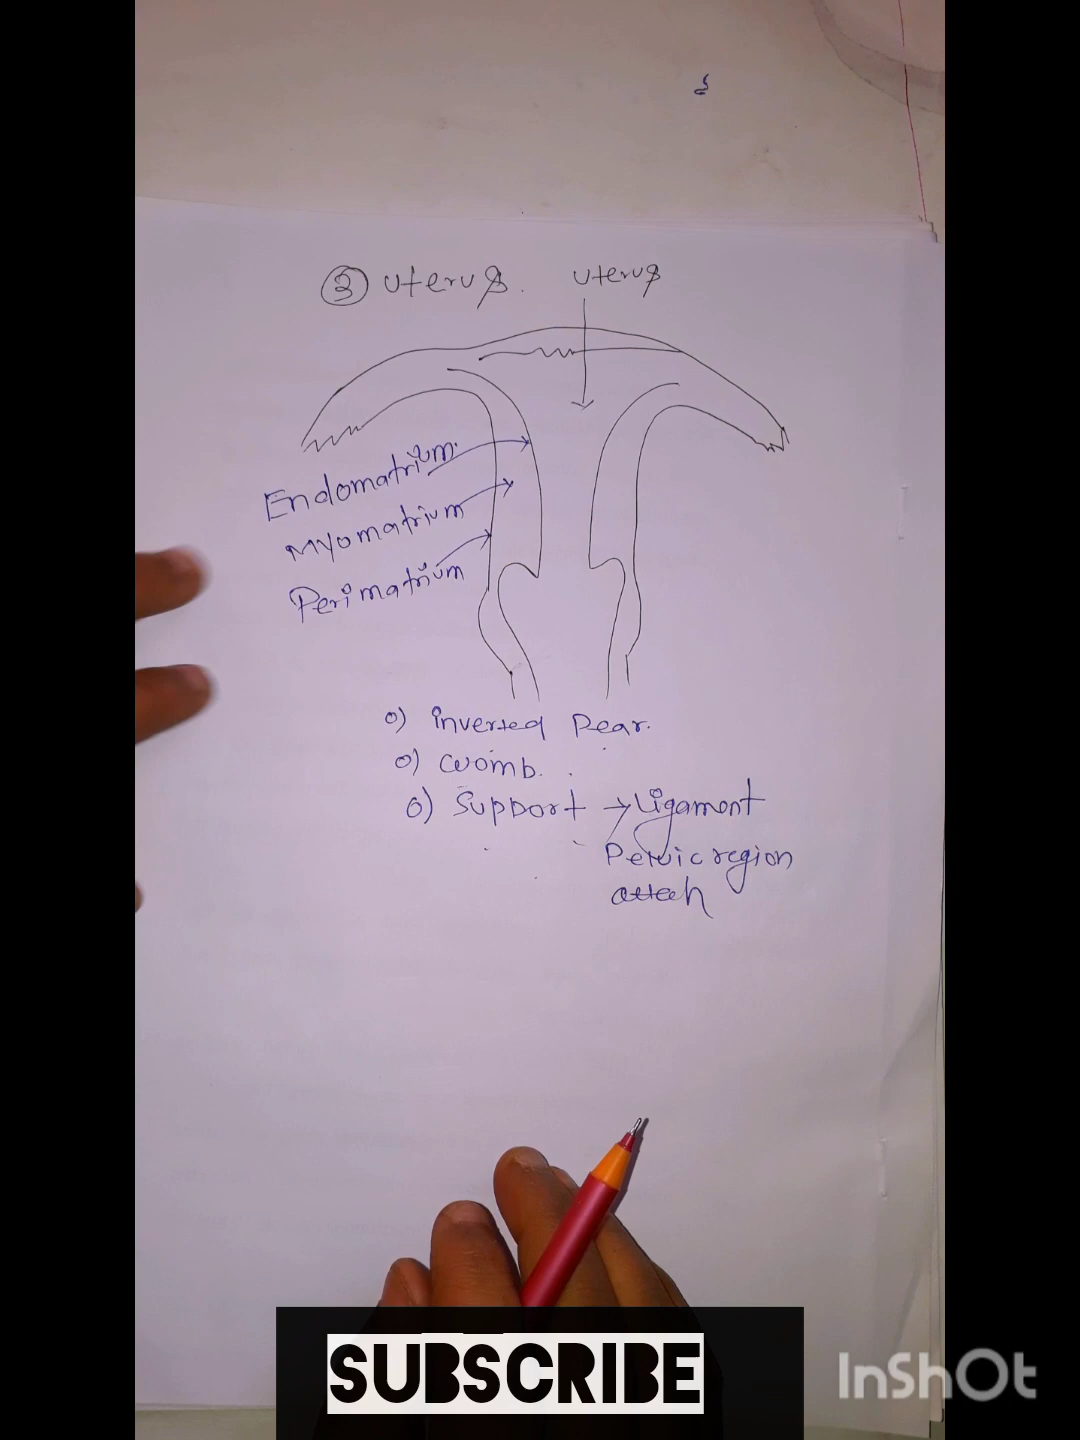 ③ uterus. uterus
Endomatrium.
Myomatrium
Perimatrium
o) inverted Pear.
o) womb.
o) Support → Ligament
Pelvic region
attach
SUBSCRIBE
InShOt